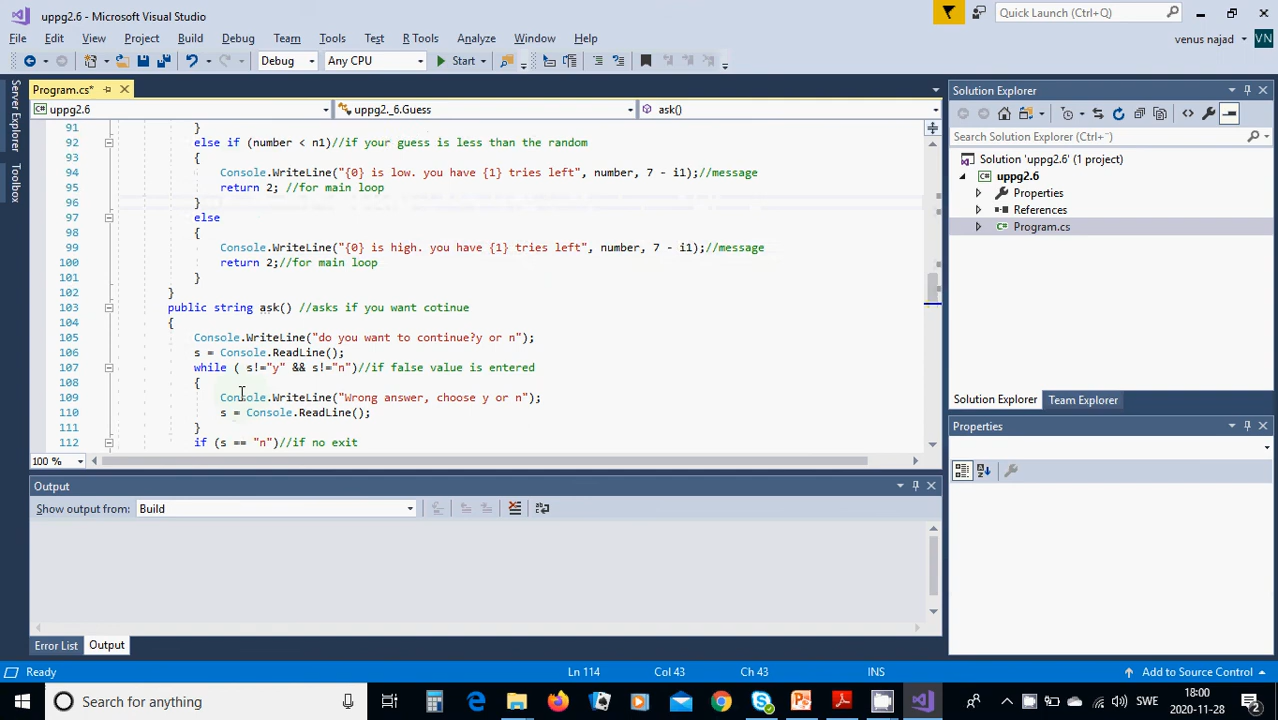 uppg2.6 - Microsoft Visual Studio
Quick Launch (Ctrl+Q)
File Edit View Project Build Debug Team Tools Test R Tools Analyze Window Help
venus najad VN
Debug Any CPU Start
Server Explorer
Toolbox
Program.cs*
uppg2.6 uppg2._6.Guess ask()
91 }
92 else if (number < n1)//if your guess is less than the random
93 {
94 Console.WriteLine("{0} is low. you have {1} tries left", number, 7 - i1);//message
95 return 2; //for main loop
96 }
97 else
98 {
99 Console.WriteLine("{0} is high. you have {1} tries left", number, 7 - i1);//message
100 return 2;//for main loop
101 }
102 }
103 public string ask() //asks if you want cotinue
104 {
105 Console.WriteLine("do you want to continue?y or n");
106 s = Console.ReadLine();
107 while ( s!="y" && s!="n")//if false value is entered
108 {
109 Console.WriteLine("Wrong answer, choose y or n");
110 s = Console.ReadLine();
111 }
112 if (s == "n")//if no exit
100 %
Output
Show output from: Build
Error List Output
Solution Explorer
Search Solution Explorer (Ctrl+¨)
Solution 'uppg2.6' (1 project)
uppg2.6
Properties
References
Program.cs
Solution Explorer Team Explorer
Properties
Ready Ln 114 Col 43 Ch 43 INS Add to Source Control
Search for anything
SWE
18:00
2020-11-28
2